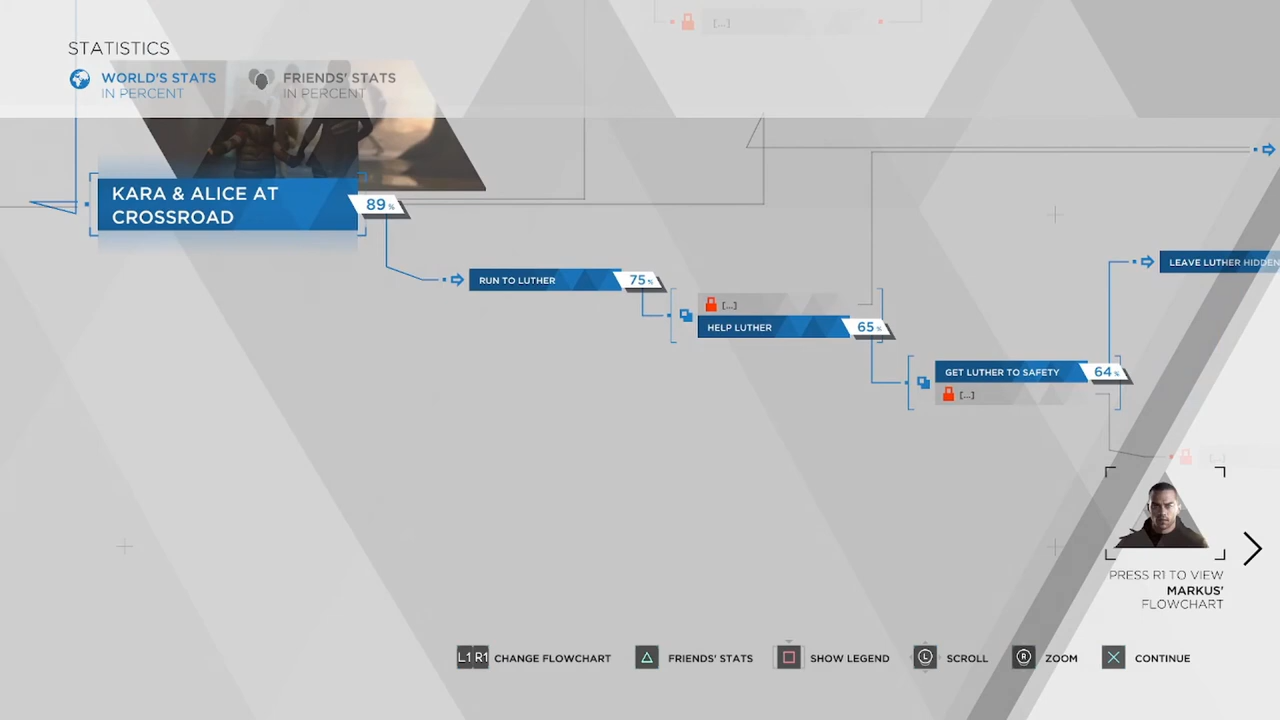 [...]
STATISTICS
WORLD'S STATS
IN PERCENT
FRIENDS' STATS
IN PERCENT
KARA & ALICE AT
CROSSROAD
89%
RUN TO LUTHER
75%
[...]
HELP LUTHER
65%
LEAVE LUTHER HIDDEN
GET LUTHER TO SAFETY
64%
[...]
[...]
PRESS R1 TO VIEW
MARKUS'
FLOWCHART
L1 R1 CHANGE FLOWCHART
FRIENDS' STATS
SHOW LEGEND
L SCROLL
R ZOOM
CONTINUE